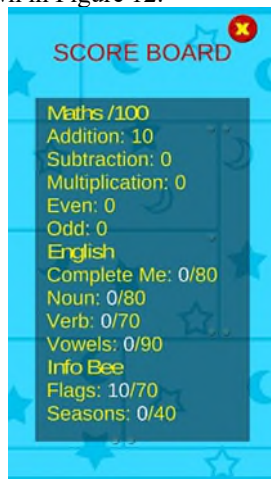 in Figure 12.
X
SCORE BOARD
Maths /100
Addition: 10
Subtraction: 0
Multiplication: 0
Even: 0
Odd: 0
English
Complete Me: 0/80
Noun: 0/80
Verb: 0/70
Vowels: 0/90
Info Bee
Flags: 10/70
Seasons: 0/40